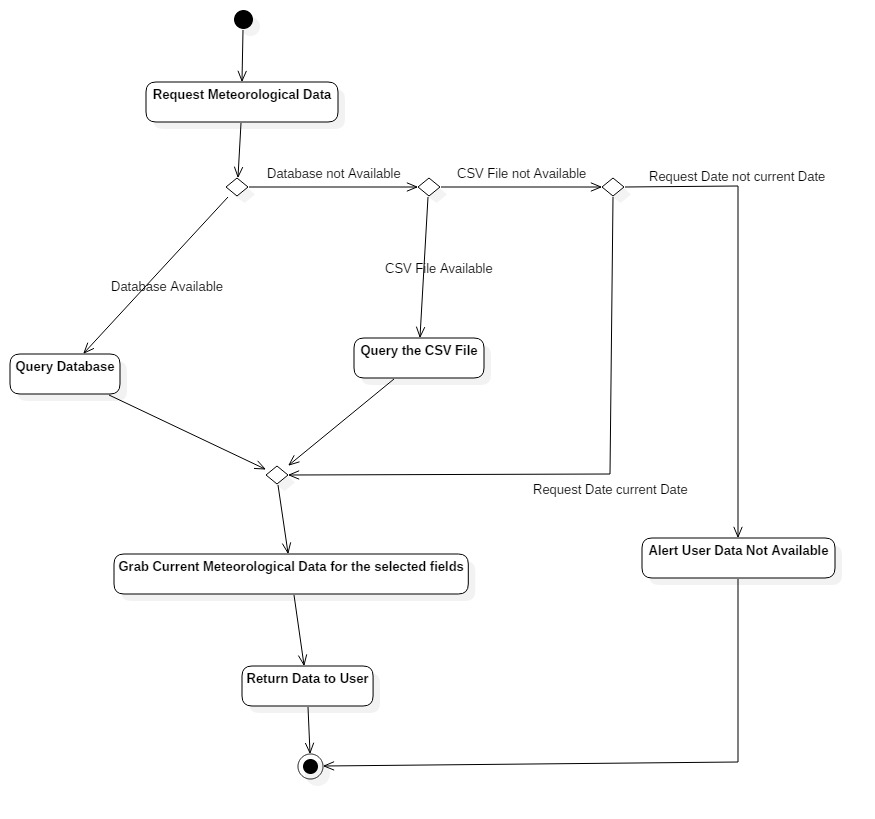 Request Meteorological Data
Database not Available
CSV File not Available
Request Date not current Date
CSV File Available
Database Available
Query the CSV File
Query Database
Request Date current Date
Alert User Data Not Available
Grab Current Meteorological Data for the selected fields
Return Data to User